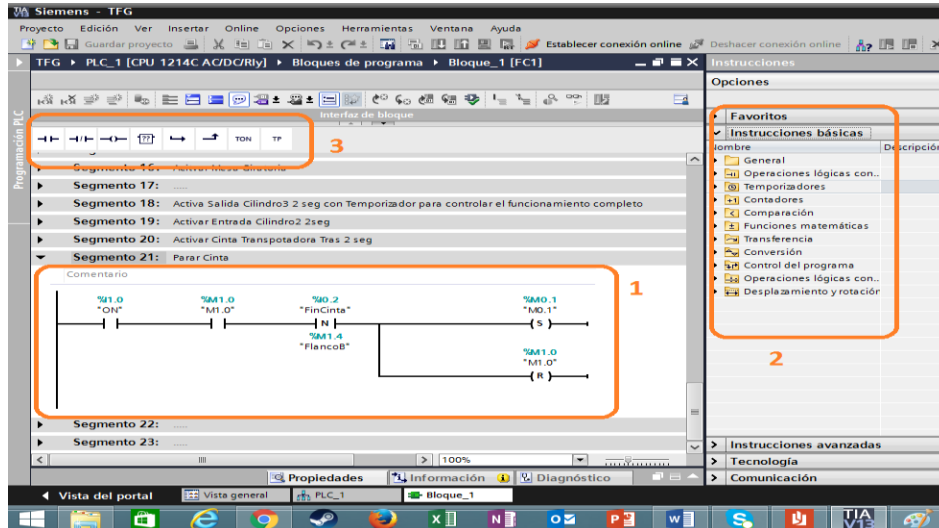 Siemens - TFG
Proyecto Edición Ver Insertar Online Opciones Herramientas Ventana Ayuda
Guardar proyecto Establecer conexión online Deshacer conexión online
TFG ▸ PLC_1 [CPU 1214C AC/DC/Rly] ▸ Bloques de programa ▸ Bloque_1 [FC1]
Instrucciones
Opciones
Programación PLC
Interfaz de bloque
?? TON TP
3
Segmento 16:
Segmento 17: .....
Segmento 18: Activa Salida Cilindro3 2 seg con Temporizador para controlar el funcionamiento completo
Segmento 19: Activar Entrada Cilindro2 2seg
Segmento 20: Activar Cinta Transpotadora Tras 2 seg
Segmento 21: Parar Cinta
Comentario
1
%I1.0 %M1.0 %I0.2 %M0.1
"ON" "M1.0" "FinCinta" "M0.1"
N S
%M1.4
"FlancoB"
%M1.0
"M1.0"
R
Segmento 22: .....
Segmento 23: .....
100%
Propiedades Información Diagnóstico
Favoritos
Instrucciones básicas
Nombre Descripción
General
Operaciones lógicas con..
Temporizadores
Contadores
Comparación
Funciones matemáticas
Transferencia
Conversión
Control del programa
Operaciones lógicas con..
Desplazamiento y rotación
2
Instrucciones avanzadas
Tecnología
Comunicación
Vista del portal Vista general PLC_1 Bloque_1
TIA
V13